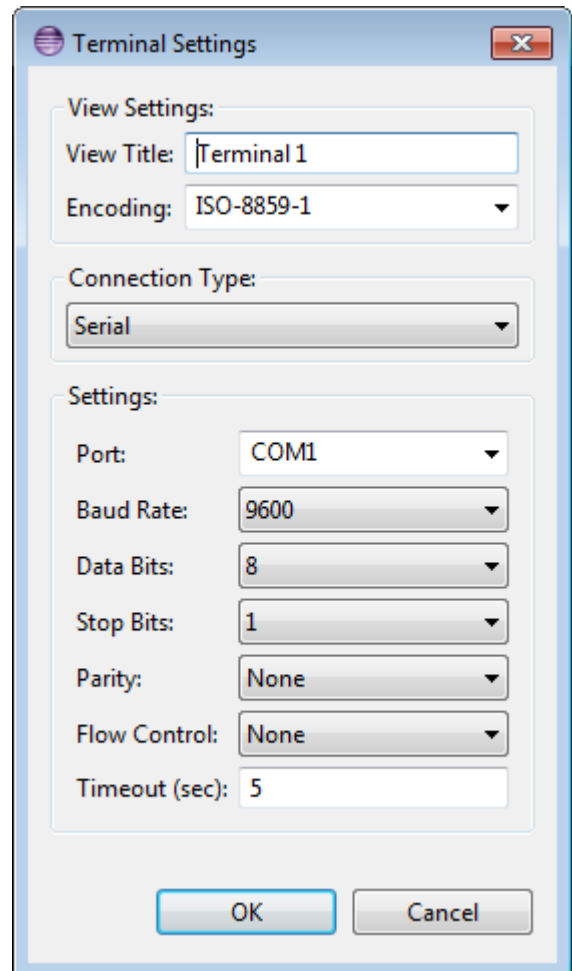 Terminal Settings
View Settings:
View Title: Terminal 1
Encoding: ISO-8859-1
Connection Type:
Serial
Settings:
Port: COM1
Baud Rate: 9600
Data Bits: 8
Stop Bits: 1
Parity: None
Flow Control: None
Timeout (sec): 5
OK Cancel